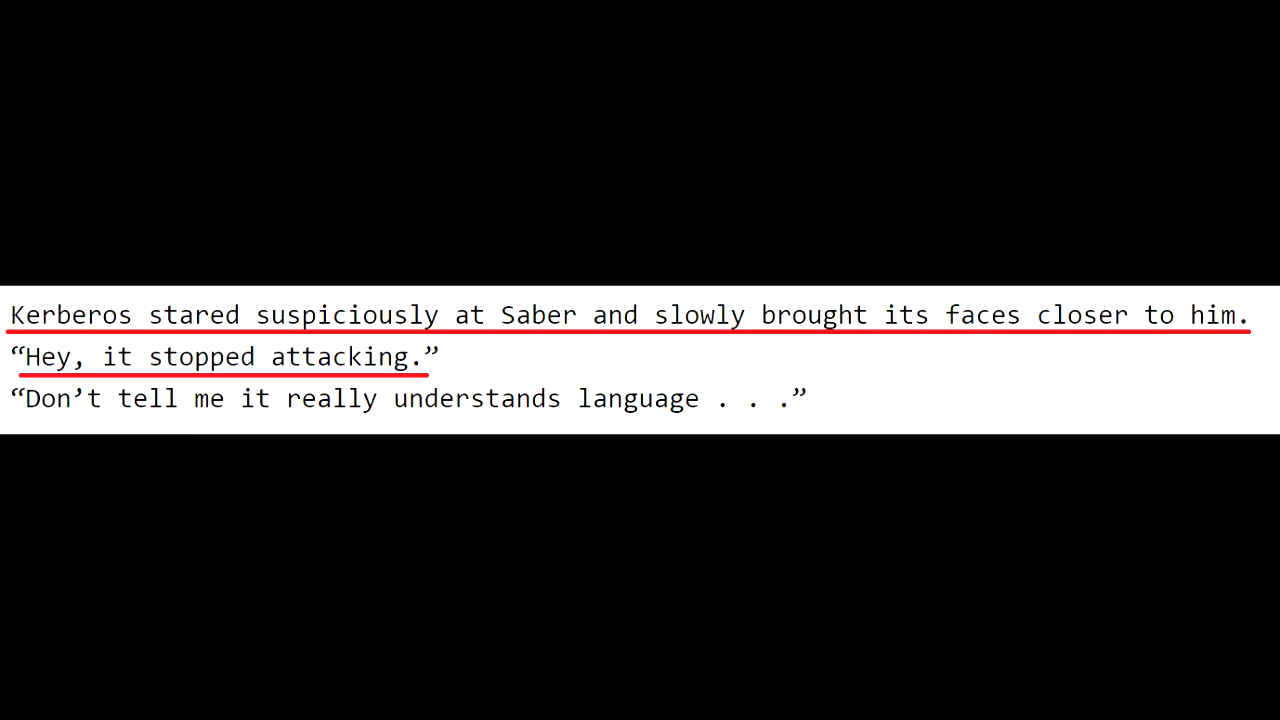 Kerberos stared suspiciously at Saber and slowly brought its faces closer to him.
“Hey, it stopped attacking.”
“Don’t tell me it really understands language . . .”